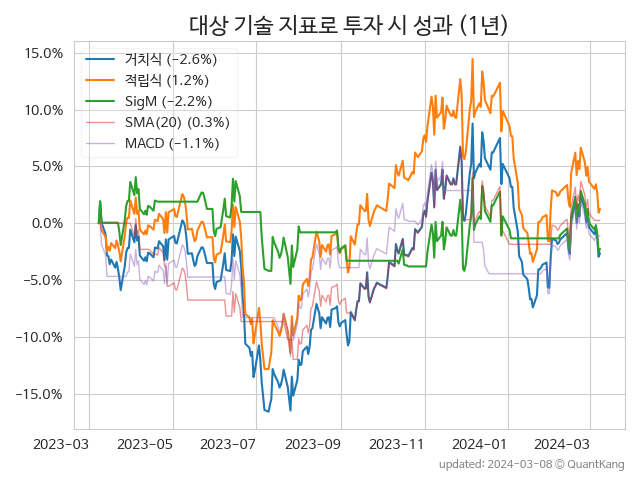 대상 기술 지표로 투자 시 성과 (1년)
15.0%
10.0%
5.0%
0.0%
−5.0%
−10.0%
−15.0%
거치식 (−2.6%)
적립식 (1.2%)
SigM (−2.2%)
SMA(20) (0.3%)
MACD (−1.1%)
2023-03 2023-05 2023-07 2023-09 2023-11 2024-01 2024-03
updated: 2024-03-08 ⓒ QuantKang